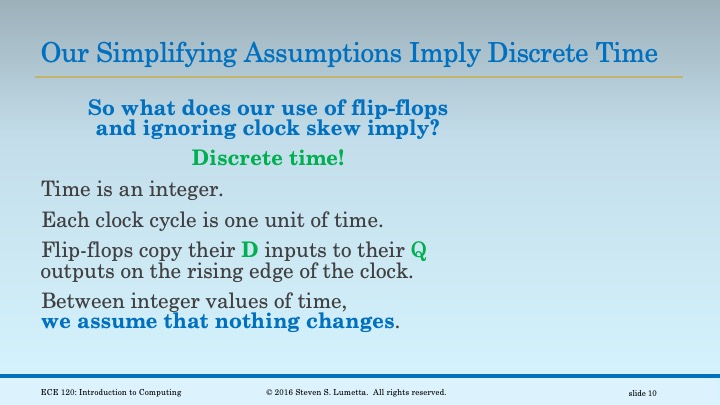 Our Simplifying Assumptions Imply Discrete Time
So what does our use of flip-flops
and ignoring clock skew imply?
Discrete time!
Time is an integer.
Each clock cycle is one unit of time.
Flip-flops copy their D inputs to their Q
outputs on the rising edge of the clock.
Between integer values of time,
we assume that nothing changes.
ECE 120: Introduction to Computing
© 2016 Steven S. Lumetta. All rights reserved.
slide 10